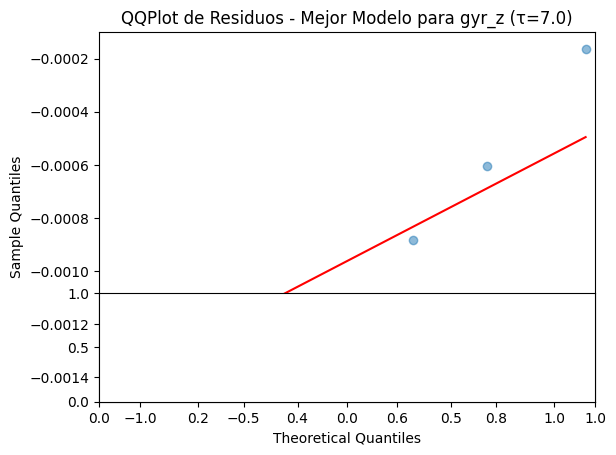 QQPlot de Residuos - Mejor Modelo para gyr_z (τ=7.0)
−0.0002
−0.0004
−0.0006
−0.0008
−0.0010
1.0
−0.0012
0.5
−0.0014
0.0
Sample Quantiles
0.0 −1.0 0.2 −0.5 0.4 0.0 0.6 0.5 0.8 1.0 1.0
Theoretical Quantiles